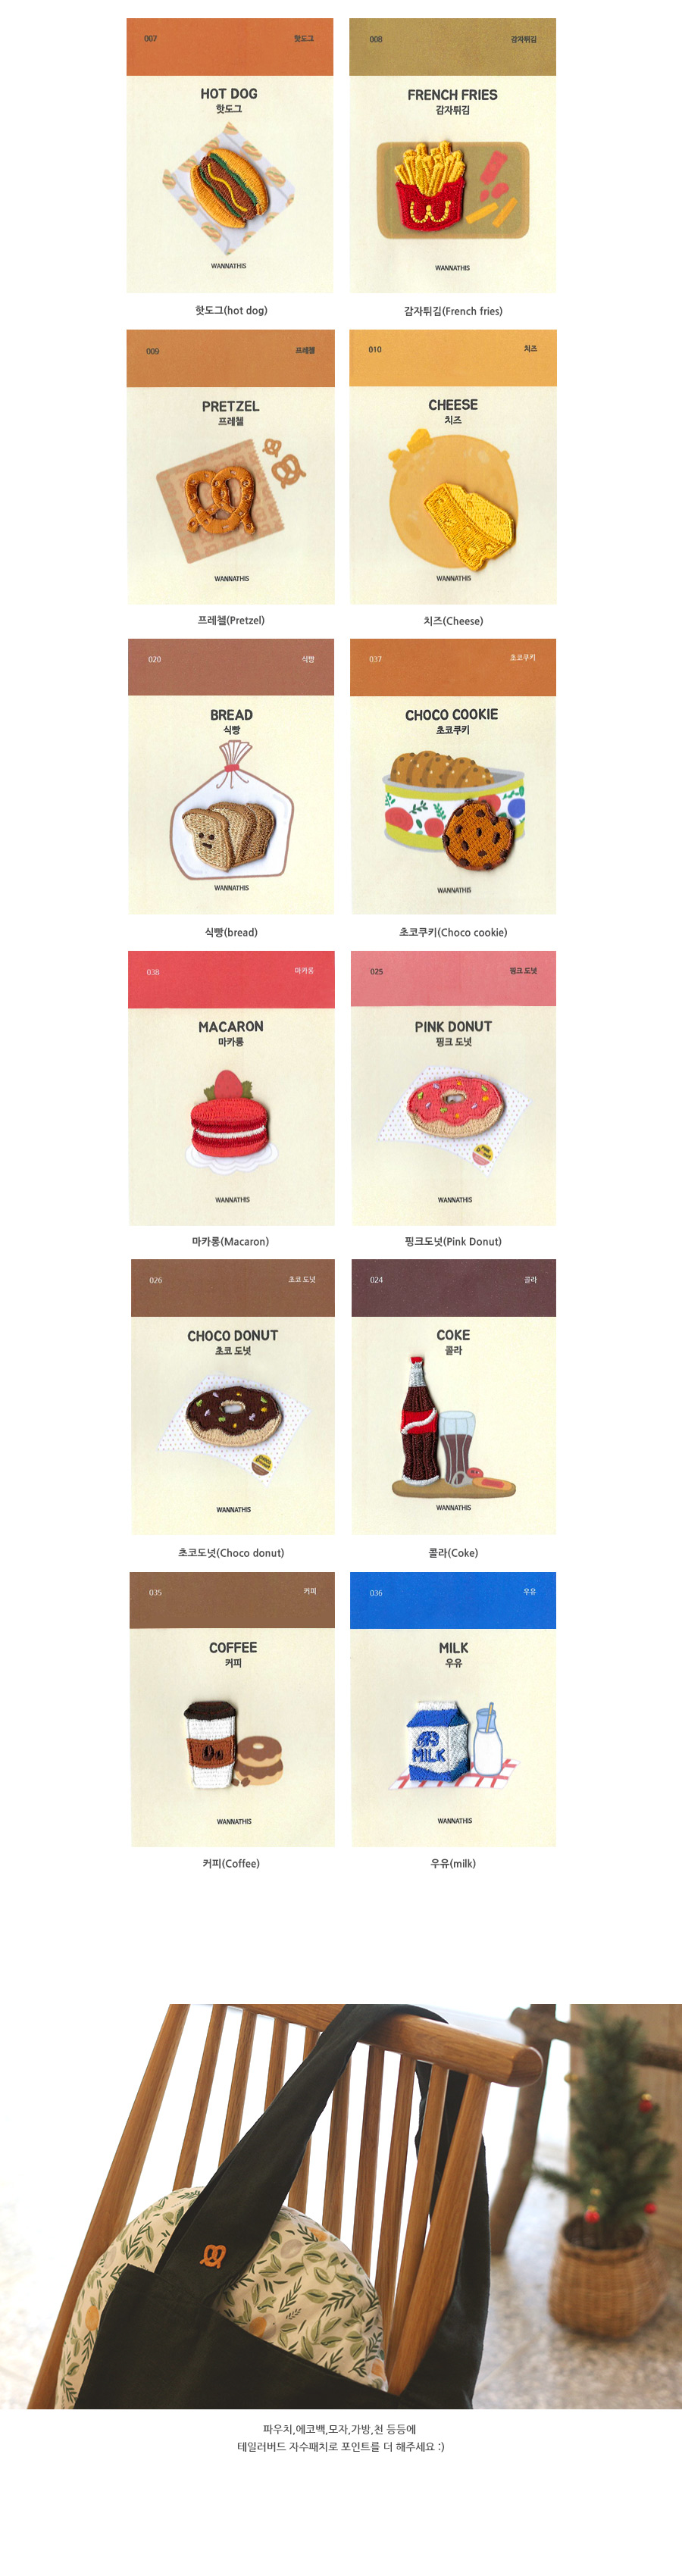 007 핫도그
HOT DOG
핫도그
WANNATHIS
핫도그(hot dog)
008 감자튀김
FRENCH FRIES
감자튀김
WANNATHIS
감자튀김(French fries)
009 프레첼
PRETZEL
프레첼
WANNATHIS
프레첼(Pretzel)
010 치즈
CHEESE
치즈
WANNATHIS
치즈(Cheese)
020 식빵
BREAD
식빵
WANNATHIS
식빵(bread)
037 초코쿠키
CHOCO COOKIE
초코쿠키
WANNATHIS
초코쿠키(Choco cookie)
038 마카롱
MACARON
마카롱
WANNATHIS
마카롱(Macaron)
025 핑크 도넛
PINK DONUT
핑크 도넛
WANNATHIS
핑크도넛(Pink Donut)
026 초코 도넛
CHOCO DONUT
초코 도넛
WANNATHIS
초코도넛(Choco donut)
024 콜라
COKE
콜라
WANNATHIS
콜라(Coke)
035 커피
COFFEE
커피
WANNATHIS
커피(Coffee)
036 우유
MILK
우유
MILK
WANNATHIS
우유(milk)
파우치,에코백,모자,가방,천 등등에
테일러버드 자수패치로 포인트를 더 해주세요 :)